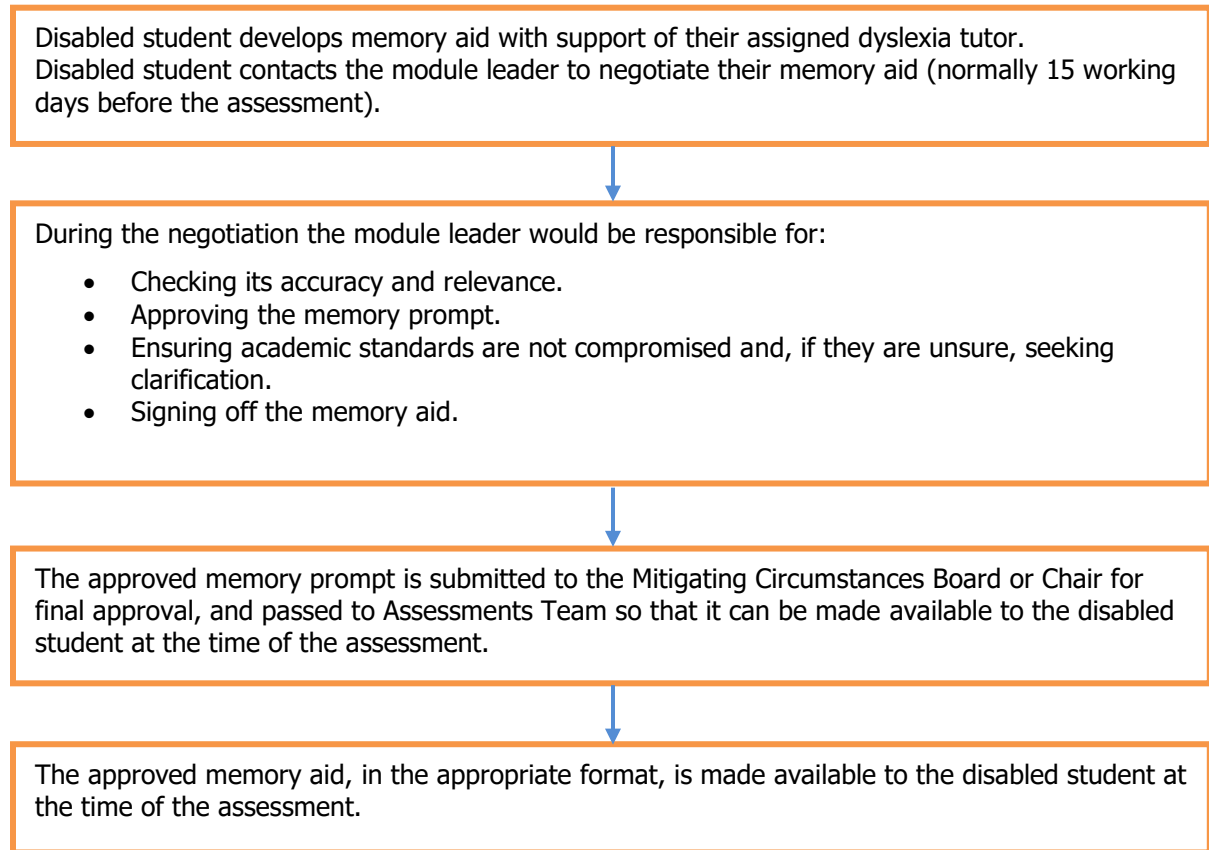 Disabled student develops memory aid with support of their assigned dyslexia tutor.
Disabled student contacts the module leader to negotiate their memory aid (normally 15 working
days before the assessment).
During the negotiation the module leader would be responsible for:
• Checking its accuracy and relevance.
• Approving the memory prompt.
• Ensuring academic standards are not compromised and, if they are unsure, seeking
clarification.
• Signing off the memory aid.
The approved memory prompt is submitted to the Mitigating Circumstances Board or Chair for
final approval, and passed to Assessments Team so that it can be made available to the disabled
student at the time of the assessment.
The approved memory aid, in the appropriate format, is made available to the disabled student at
the time of the assessment.